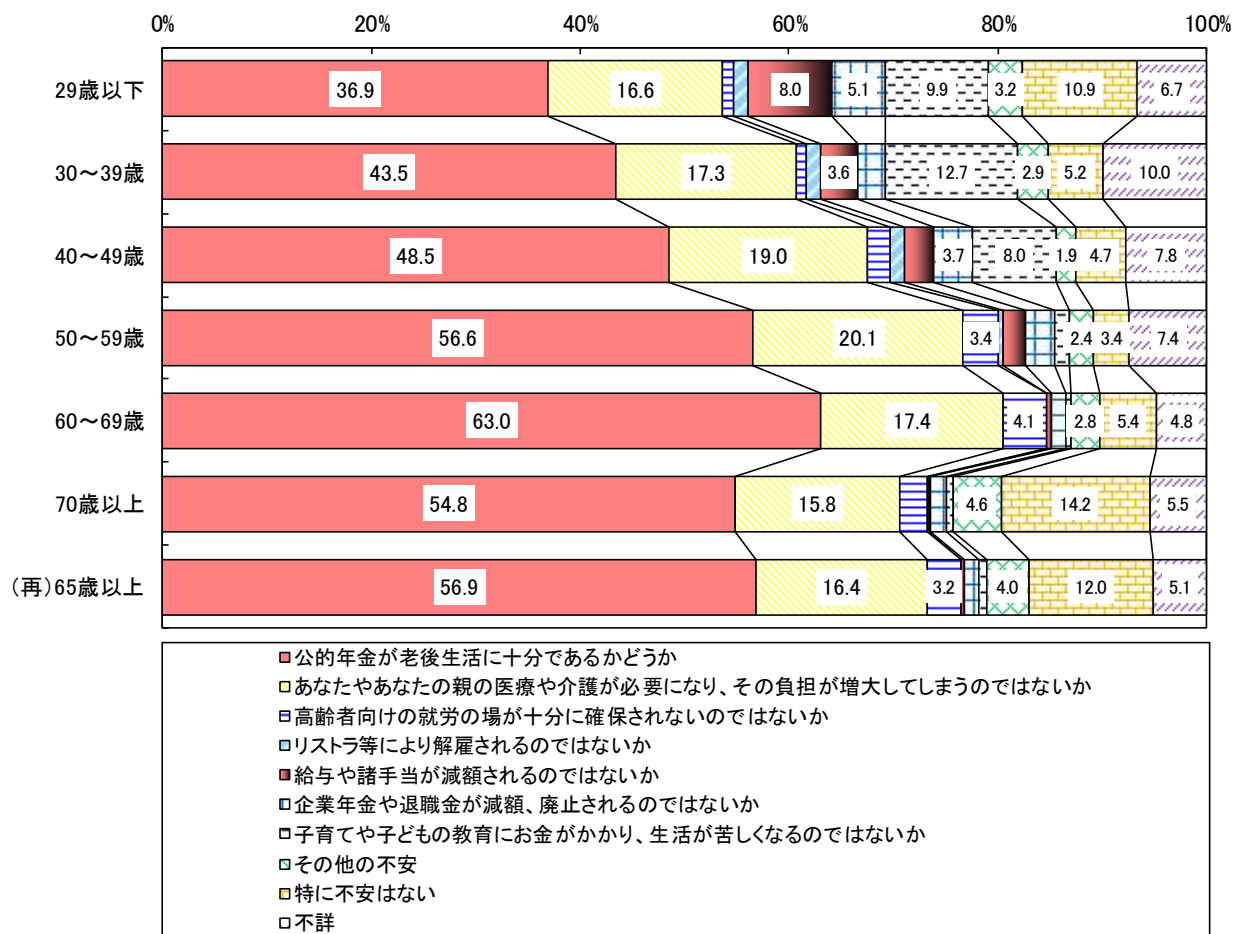 0% 20% 40% 60% 80% 100%
29歳以下 36.9 16.6 8.0 5.1 9.9 3.2 10.9 6.7
30～39歳 43.5 17.3 3.6 12.7 2.9 5.2 10.0
40～49歳 48.5 19.0 3.7 8.0 1.9 4.7 7.8
50～59歳 56.6 20.1 3.4 2.4 3.4 7.4
60～69歳 63.0 17.4 4.1 2.8 5.4 4.8
70歳以上 54.8 15.8 4.6 14.2 5.5
(再)65歳以上 56.9 16.4 3.2 4.0 12.0 5.1
公的年金が老後生活に十分であるかどうか
あなたやあなたの親の医療や介護が必要になり、その負担が増大してしまうのではないか
高齢者向けの就労の場が十分に確保されないのではないか
リストラ等により解雇されるのではないか
給与や諸手当が減額されるのではないか
企業年金や退職金が減額、廃止されるのではないか
子育てや子どもの教育にお金がかかり、生活が苦しくなるのではないか
その他の不安
特に不安はない
不詳